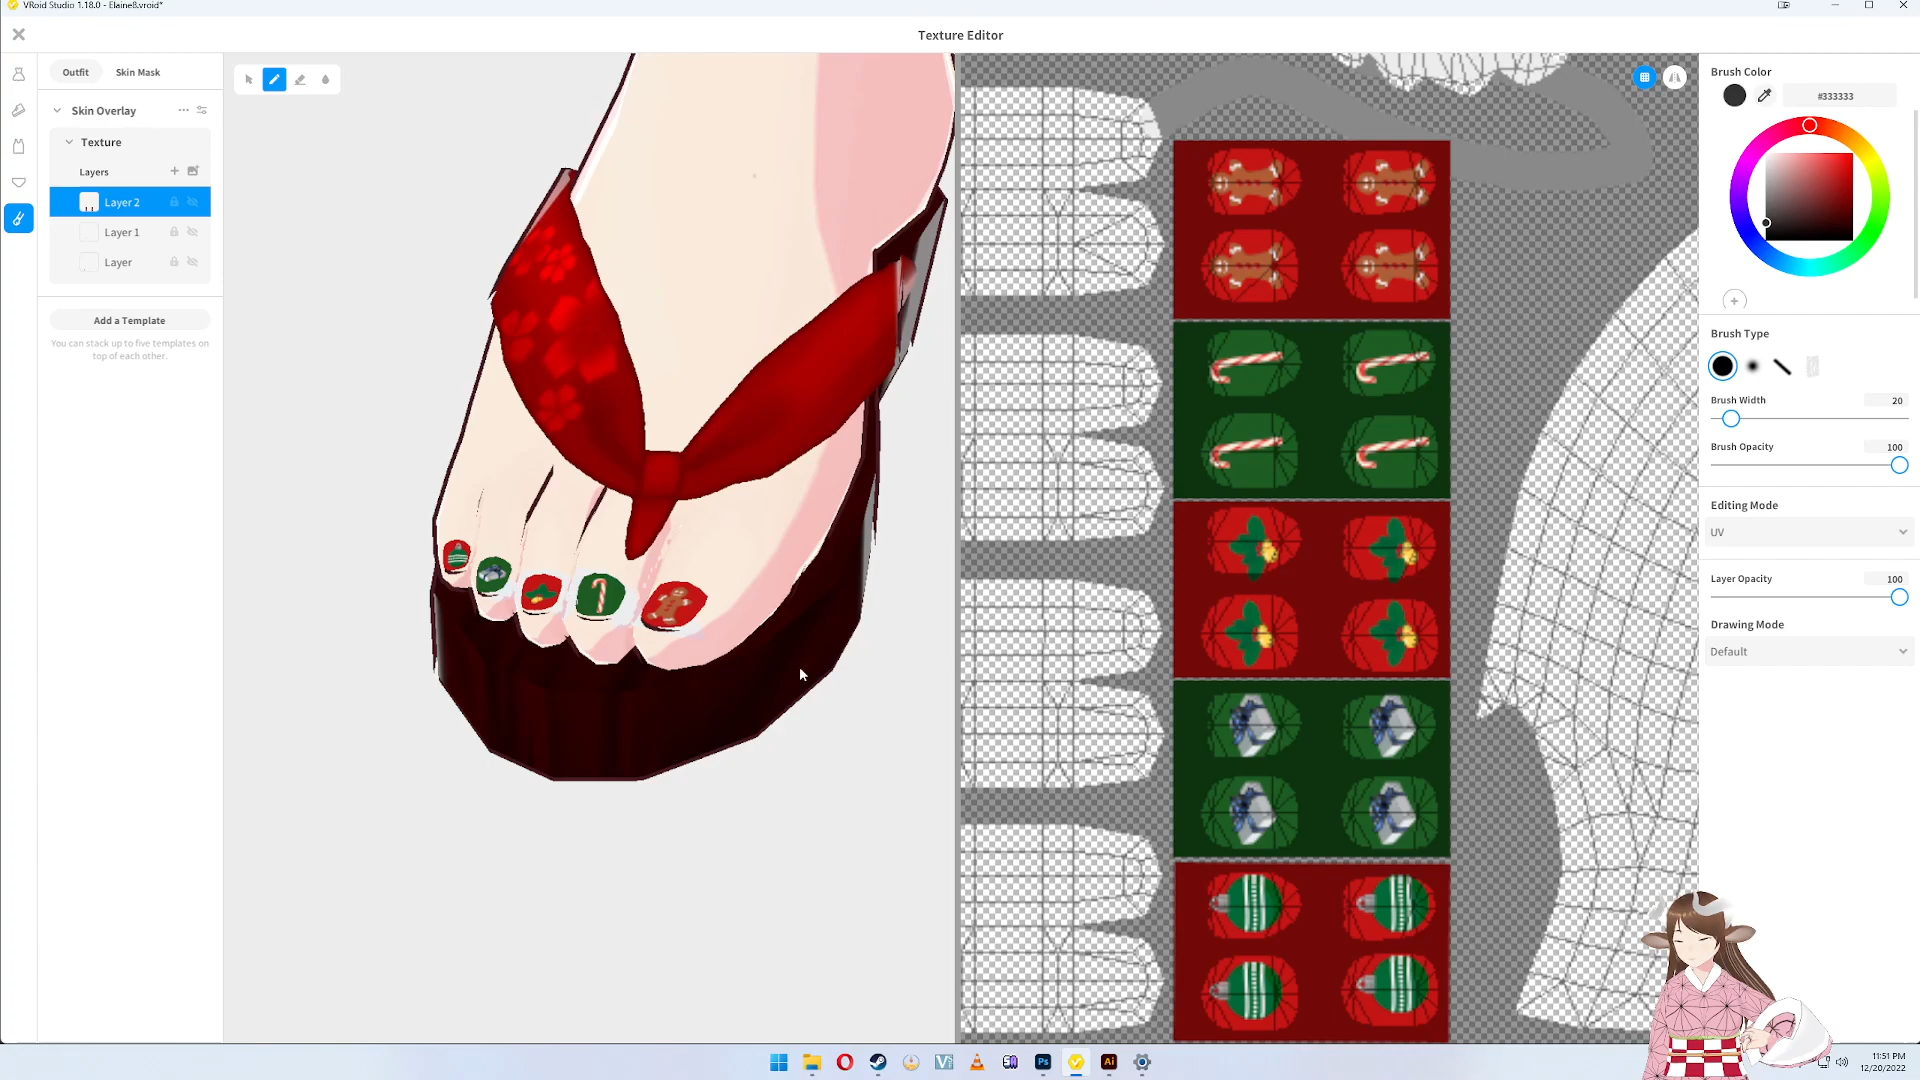 VRoid Studio 1.18.0 - Elaine8.vroid*
Texture Editor
Outfit
Skin Mask
Skin Overlay
Texture
Layers
Layer 2
Layer 1
Layer
Add a Template
You can stack up to five templates on
top of each other.
Brush Color
#333333
Brush Type
Brush Width
20
Brush Opacity
100
Editing Mode
UV
Layer Opacity
100
Drawing Mode
Default
Ps
Ai
11:51 PM
12/20/2022